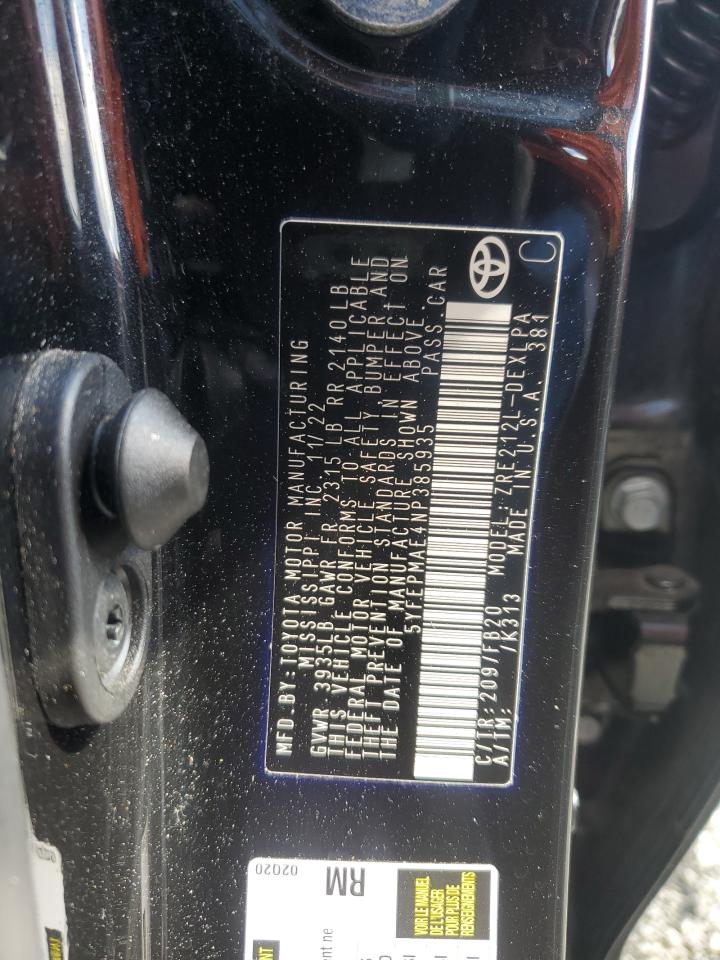 MFD. BY: TOYOTA MOTOR MANUFACTURING
MISSISSIPPI INC. 11/22
GVWR 3935LB GAWR FR 2315 LB RR 2140 LB
THIS VEHICLE CONFORMS TO ALL APPLICABLE
FEDERAL MOTOR VEHICLE SAFETY BUMPER AND
THEFT PREVENTION STANDARDS IN EFFECT ON
THE DATE OF MANUFACTURE SHOWN ABOVE
5YFEPMAE2NP385935 PASS. CAR
C/TR: 209/FB20 MODEL: ZRE212L-DEXLPA
A/TM: /K313 MADE IN U.S.A. 381
C
02020
RM
VOIR LE MANUEL
DE L'USAGER
POUR PLUS DE
RENSEIGNEMENTS